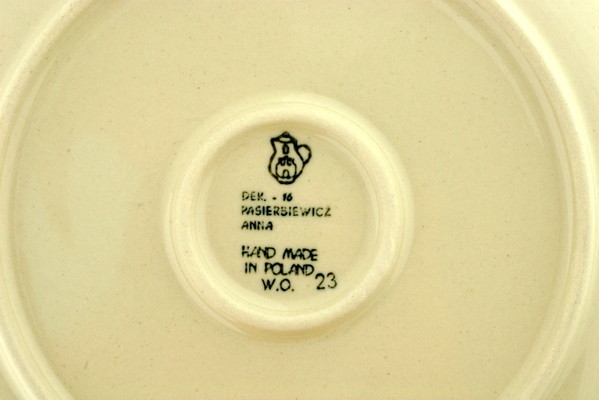 DEK. - 16
PASIERBIEWICZ
ANNA
HAND MADE
IN POLAND
W.O. 23